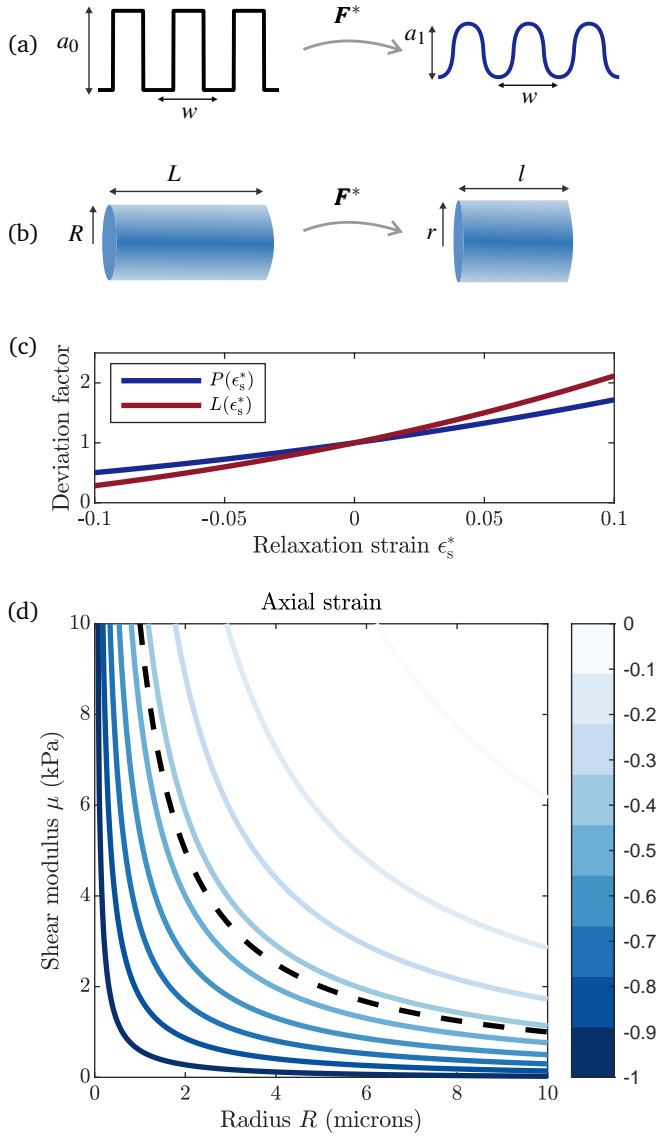 (a)
a₀
w
F*
a₁
w
(b)
L
R
F*
l
r
(c)
Deviation factor
2
1
0
P(ϵₛ*)
L(ϵₛ*)
-0.1
-0.05
0
0.05
0.1
Relaxation strain ϵₛ*
(d)
Axial strain
Shear modulus μ (kPa)
10
8
6
4
2
0
0
2
4
6
8
10
Radius R (microns)
0
-0.1
-0.2
-0.3
-0.4
-0.5
-0.6
-0.7
-0.8
-0.9
-1